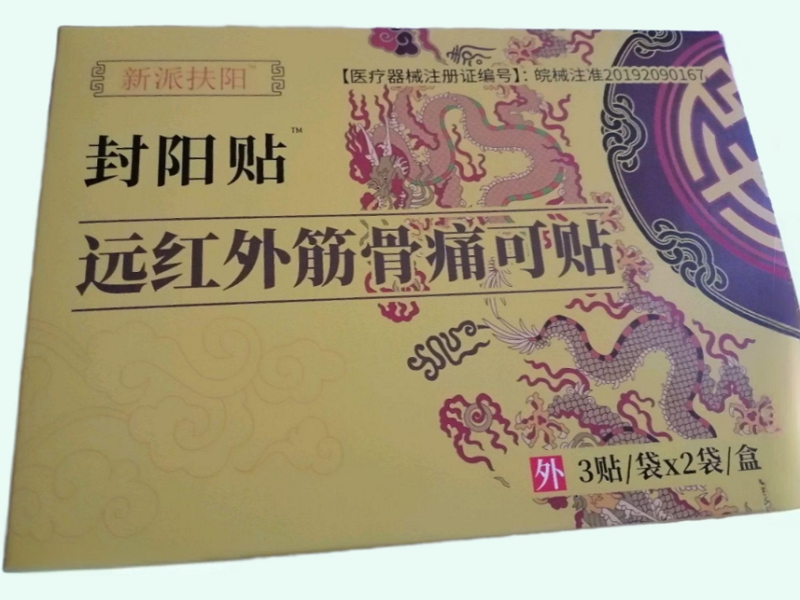 新派扶阳™
【医疗器械注册证编号】：皖械注准20192090167
封阳贴™
远红外筋骨痛可贴
外 3贴/袋x2袋/盒